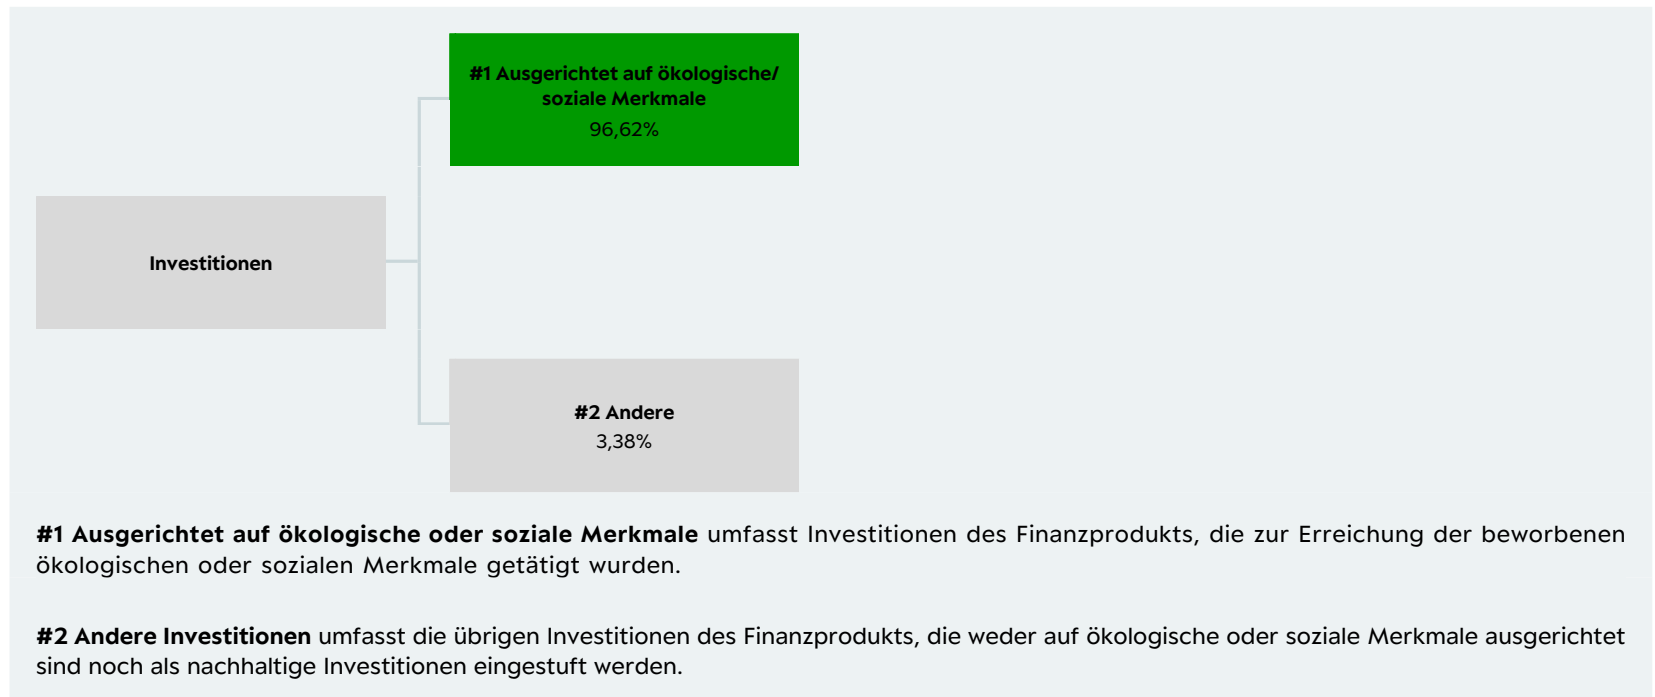 #1 Ausgerichtet auf ökologische/
soziale Merkmale
96,62%
Investitionen
#2 Andere
3,38%
#1 Ausgerichtet auf ökologische oder soziale Merkmale umfasst Investitionen des Finanzprodukts, die zur Erreichung der beworbenen
ökologischen oder sozialen Merkmale getätigt wurden.
#2 Andere Investitionen umfasst die übrigen Investitionen des Finanzprodukts, die weder auf ökologische oder soziale Merkmale ausgerichtet
sind noch als nachhaltige Investitionen eingestuft werden.